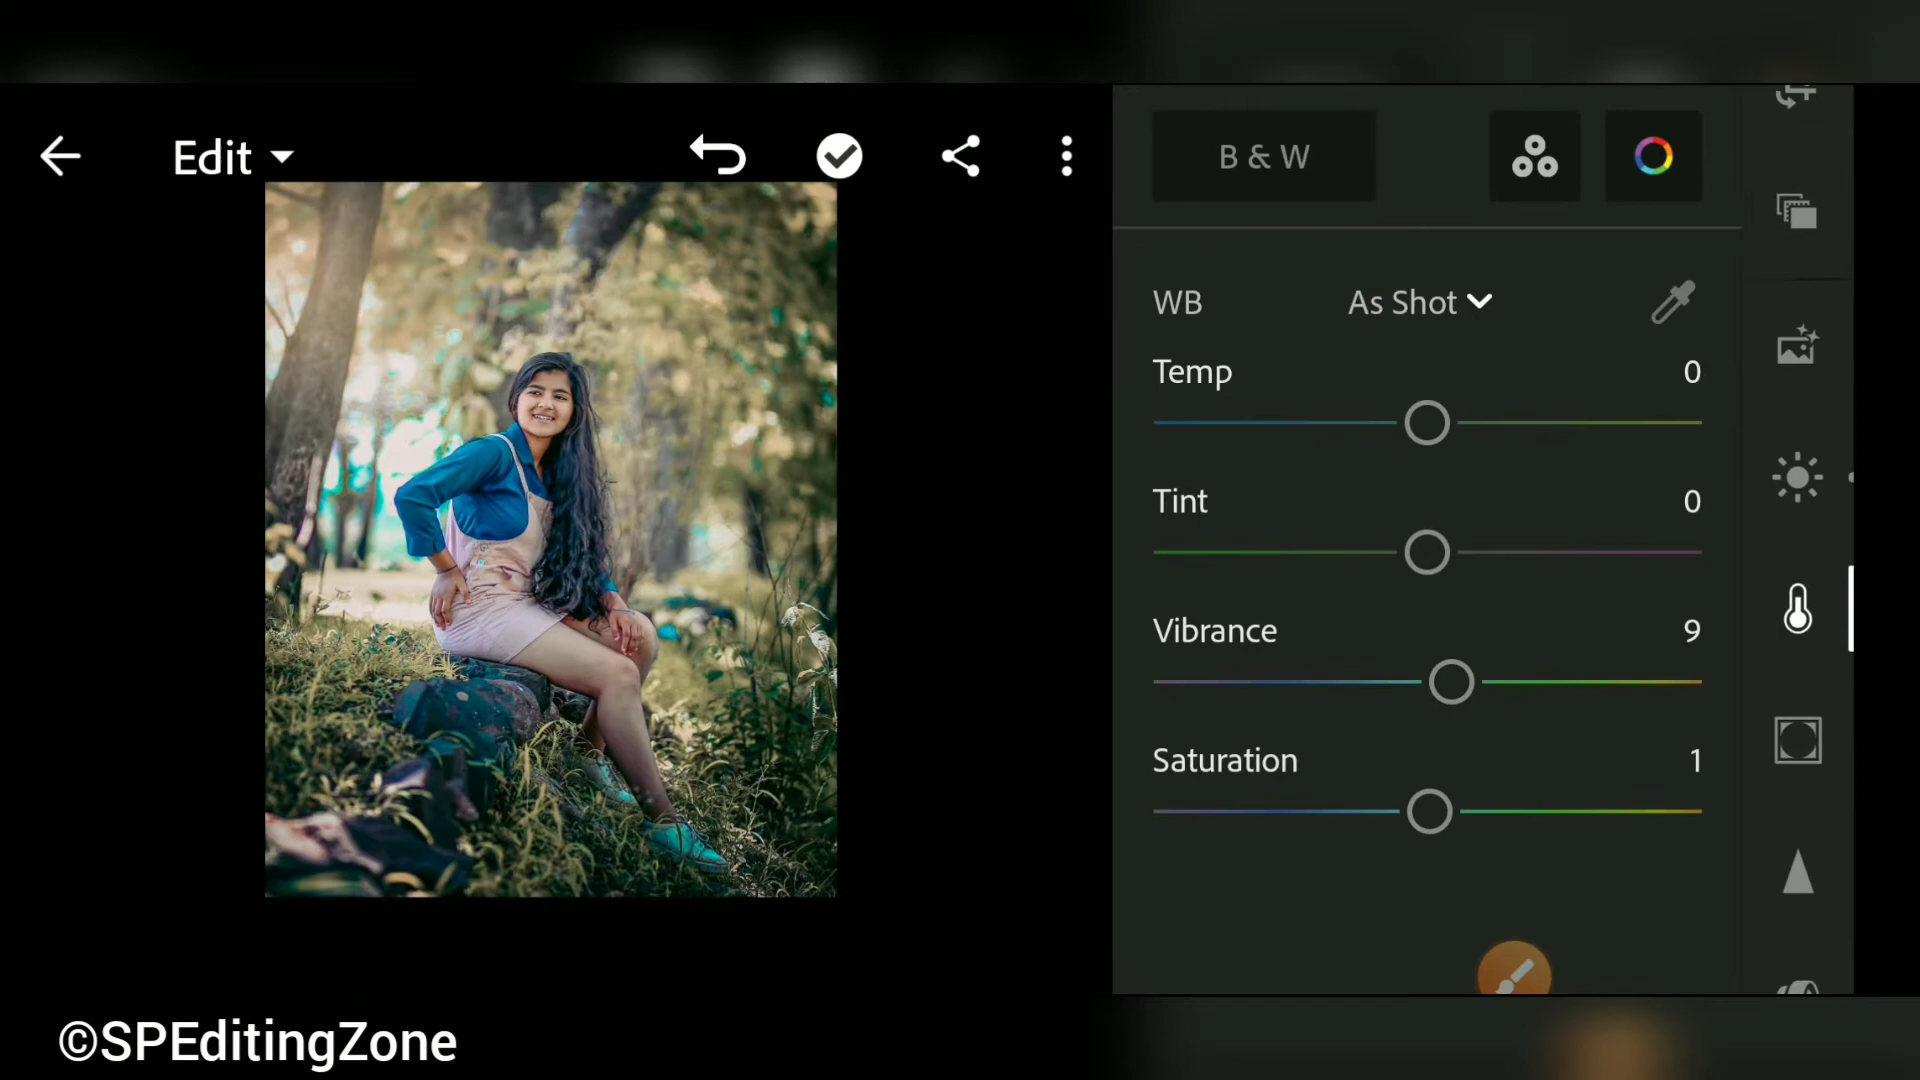 Edit
B & W
WB As Shot
Temp 0
Tint 0
Vibrance 9
Saturation 1
©SPEditingZone